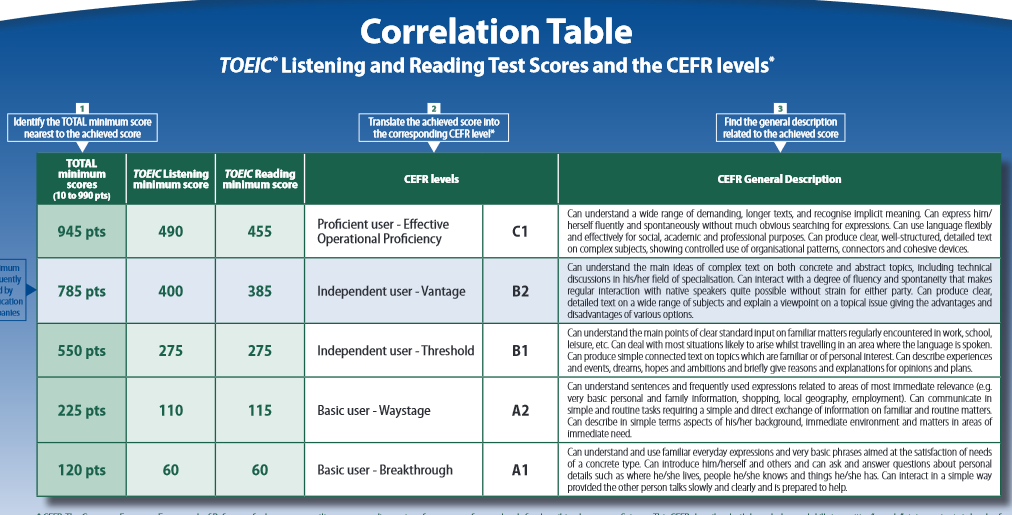 Correlation Table
TOEIC® Listening and Reading Test Scores and the CEFR levels*
1
Identify the TOTAL minimum score
nearest to the achieved score
2
Translate the achieved score into
the corresponding CEFR level*
3
Find the general description
related to the achieved score
TOTAL
minimum
scores
(10 to 990 pts)
TOEIC Listening
minimum score
TOEIC Reading
minimum score
CEFR levels
CEFR General Description
945 pts
490
455
Proficient user - Effective
Operational Proficiency
C1
Can understand a wide range of demanding, longer texts, and recognise implicit meaning. Can express him/
herself fluently and spontaneously without much obvious searching for expressions. Can use language flexibly
and effectively for social, academic and professional purposes. Can produce clear, well-structured, detailed text
on complex subjects, showing controlled use of organisational patterns, connectors and cohesive devices.
785 pts
400
385
Independent user - Vantage
B2
Can understand the main ideas of complex text on both concrete and abstract topics, including technical
discussions in his/her field of specialisation. Can interact with a degree of fluency and spontaneity that makes
regular interaction with native speakers quite possible without strain for either party. Can produce clear,
detailed text on a wide range of subjects and explain a viewpoint on a topical issue giving the advantages and
disadvantages of various options.
550 pts
275
275
Independent user - Threshold
B1
Can understand the main points of clear standard input on familiar matters regularly encountered in work, school,
leisure, etc. Can deal with most situations likely to arise whilst travelling in an area where the language is spoken.
Can produce simple connected text on topics which are familiar or of personal interest. Can describe experiences
and events, dreams, hopes and ambitions and briefly give reasons and explanations for opinions and plans.
225 pts
110
115
Basic user - Waystage
A2
Can understand sentences and frequently used expressions related to areas of most immediate relevance (e.g.
very basic personal and family information, shopping, local geography, employment). Can communicate in
simple and routine tasks requiring a simple and direct exchange of information on familiar and routine matters.
Can describe in simple terms aspects of his/her background, immediate environment and matters in areas of
immediate need.
120 pts
60
60
Basic user - Breakthrough
A1
Can understand and use familiar everyday expressions and very basic phrases aimed at the satisfaction of needs
of a concrete type. Can introduce him/herself and others and can ask and answer questions about personal
details such as where he/she lives, people he/she knows and things he/she has. Can interact in a simple way
provided the other person talks slowly and clearly and is prepared to help.